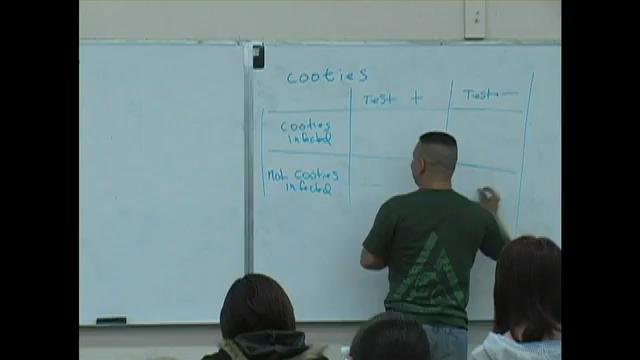 cooties
Test +
Test -
Cooties
infected
Not Cooties
infected